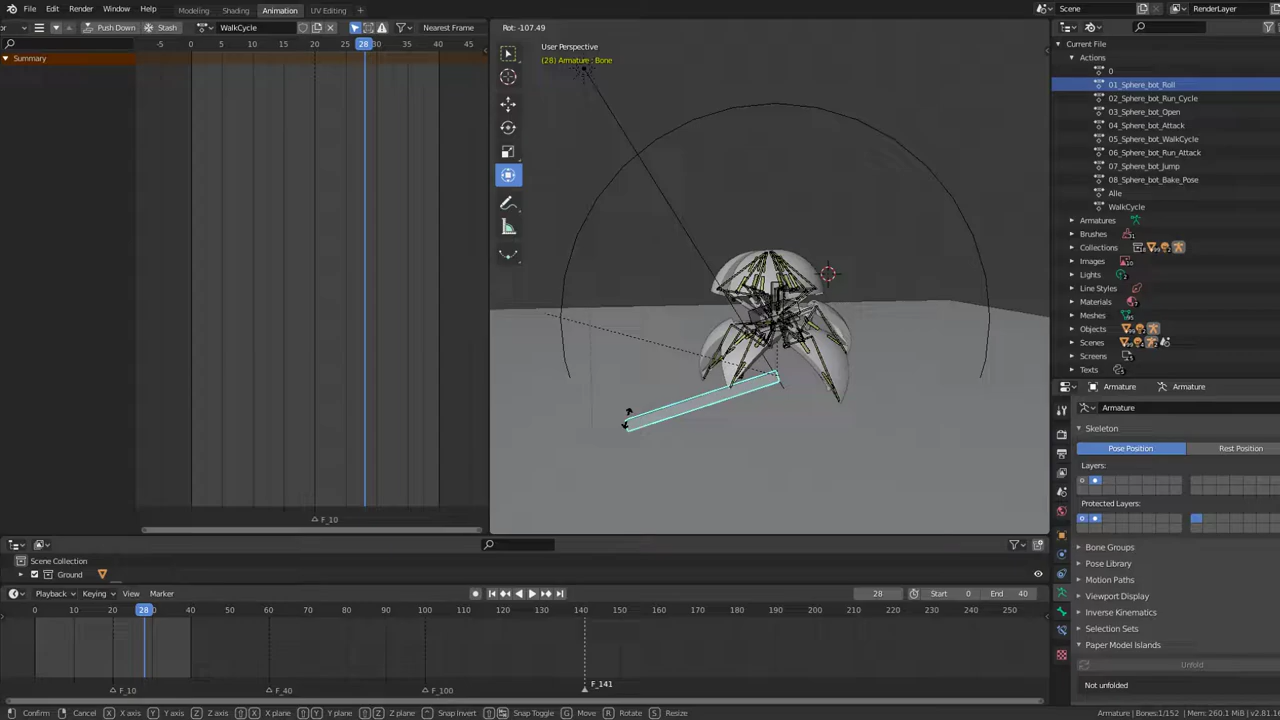 File Edit Render Window Help Modeling Shading Animation UV Editing Scene RenderLayer
Push Down Stash WalkCycle Nearest Frame Rot: -107.49
-5 0 5 10 15 20 25 28 30 35 40 45
Summary
F_10
User Perspective
(28) Armature : Bone
Current File
Actions
0
01_Sphere_bot_Roll
02_Sphere_bot_Run_Cycle
03_Sphere_bot_Open
04_Sphere_bot_Attack
05_Sphere_bot_WalkCycle
06_Sphere_bot_Run_Attack
07_Sphere_bot_Jump
08_Sphere_bot_Bake_Pose
Alle
WalkCycle
Armatures
Brushes
Collections
Images
Lights
Line Styles
Materials
Meshes
Objects
Scenes
Screens
Texts
Armature Armature
Armature
Skeleton
Pose Position Rest Position
Layers:
Protected Layers:
Bone Groups
Pose Library
Motion Paths
Viewport Display
Inverse Kinematics
Selection Sets
Paper Model Islands
Unfold
Not unfolded
Scene Collection
Ground
Playback Keying View Marker 28 Start 0 End 40
0 10 20 28 40 50 60 70 80 90 100 110 120 130 140 150 160 170 180 190 200 210 220 230 240 250
F_10 F_40 F_100 F_141
Confirm Cancel X X axis Y Y axis Z Z axis X X plane Y Y plane Z Z plane Snap Invert Snap Toggle G Move R Rotate S Resize
Armature | Bones:1/152 | Mem: 260.1 MiB | v2.81.16